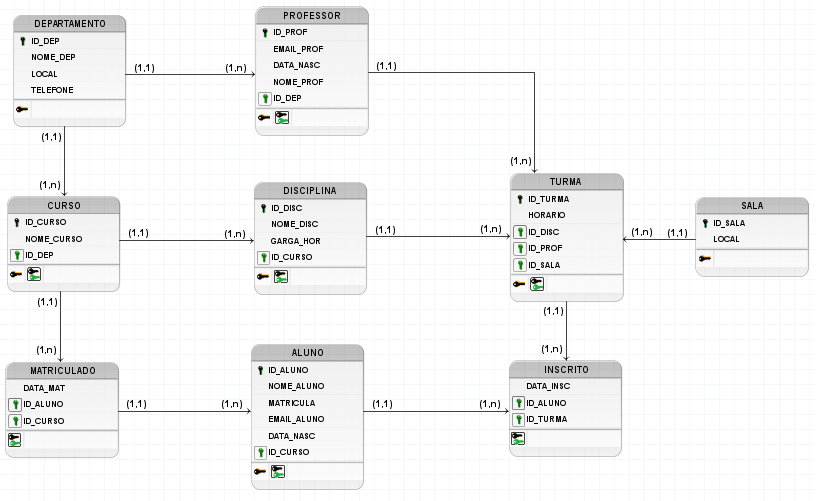 DEPARTAMENTO
ID_DEP
NOME_DEP
LOCAL
TELEFONE
(1,1)
(1,n)
PROFESSOR
ID_PROF
EMAIL_PROF
DATA_NASC
NOME_PROF
ID_DEP
(1,1)
(1,n)
(1,1)
(1,n)
CURSO
ID_CURSO
NOME_CURSO
ID_DEP
(1,1)
(1,n)
DISCIPLINA
ID_DISC
NOME_DISC
GARGA_HOR
ID_CURSO
(1,1)
(1,n)
TURMA
ID_TURMA
HORARIO
ID_DISC
ID_PROF
ID_SALA
(1,n)
(1,1)
SALA
ID_SALA
LOCAL
(1,1)
(1,n)
(1,1)
(1,n)
MATRICULADO
DATA_MAT
ID_ALUNO
ID_CURSO
(1,1)
(1,n)
ALUNO
ID_ALUNO
NOME_ALUNO
MATRICULA
EMAIL_ALUNO
DATA_NASC
ID_CURSO
(1,1)
(1,n)
INSCRITO
DATA_INSC
ID_ALUNO
ID_TURMA